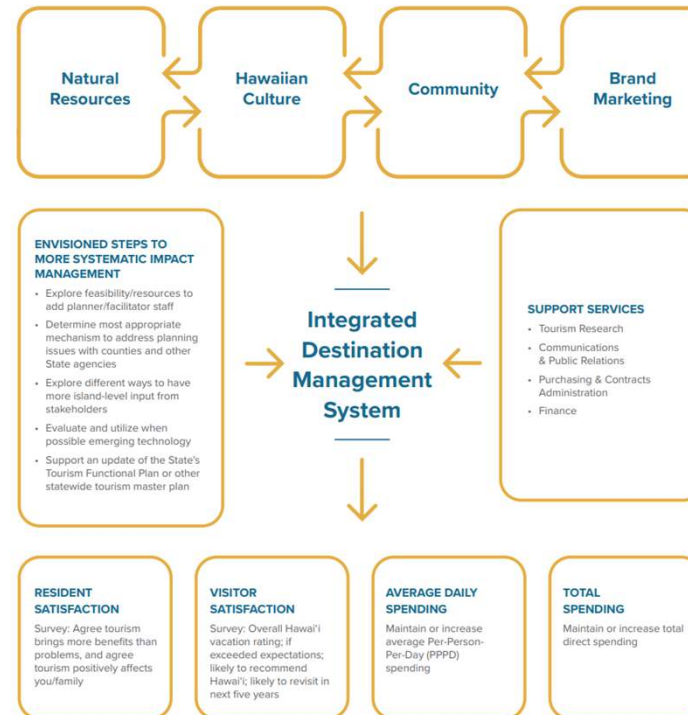 Natural
Resources
Hawaiian
Culture
Community
Brand
Marketing
ENVISIONED STEPS TO
MORE SYSTEMATIC IMPACT
MANAGEMENT
• Explore feasibility/resources to
add planner/facilitator staff
• Determine most appropriate
mechanism to address planning
issues with counties and other
State agencies
• Explore different ways to have
more island-level input from
stakeholders
• Evaluate and utilize when
possible emerging technology
• Support an update of the State's
Tourism Functional Plan or other
statewide tourism master plan
Integrated
Destination
Management
System
SUPPORT SERVICES
• Tourism Research
• Communications
& Public Relations
• Purchasing & Contracts
Administration
• Finance
RESIDENT
SATISFACTION
Survey: Agree tourism
brings more benefits than
problems, and agree
tourism positively affects
you/family
VISITOR
SATISFACTION
Survey: Overall Hawai‘i
vacation rating; if
exceeded expectations;
likely to recommend
Hawai‘i; likely to revisit in
next five years
AVERAGE DAILY
SPENDING
Maintain or increase
average Per-Person-
Per-Day (PPPD)
spending
TOTAL
SPENDING
Maintain or increase total
direct spending